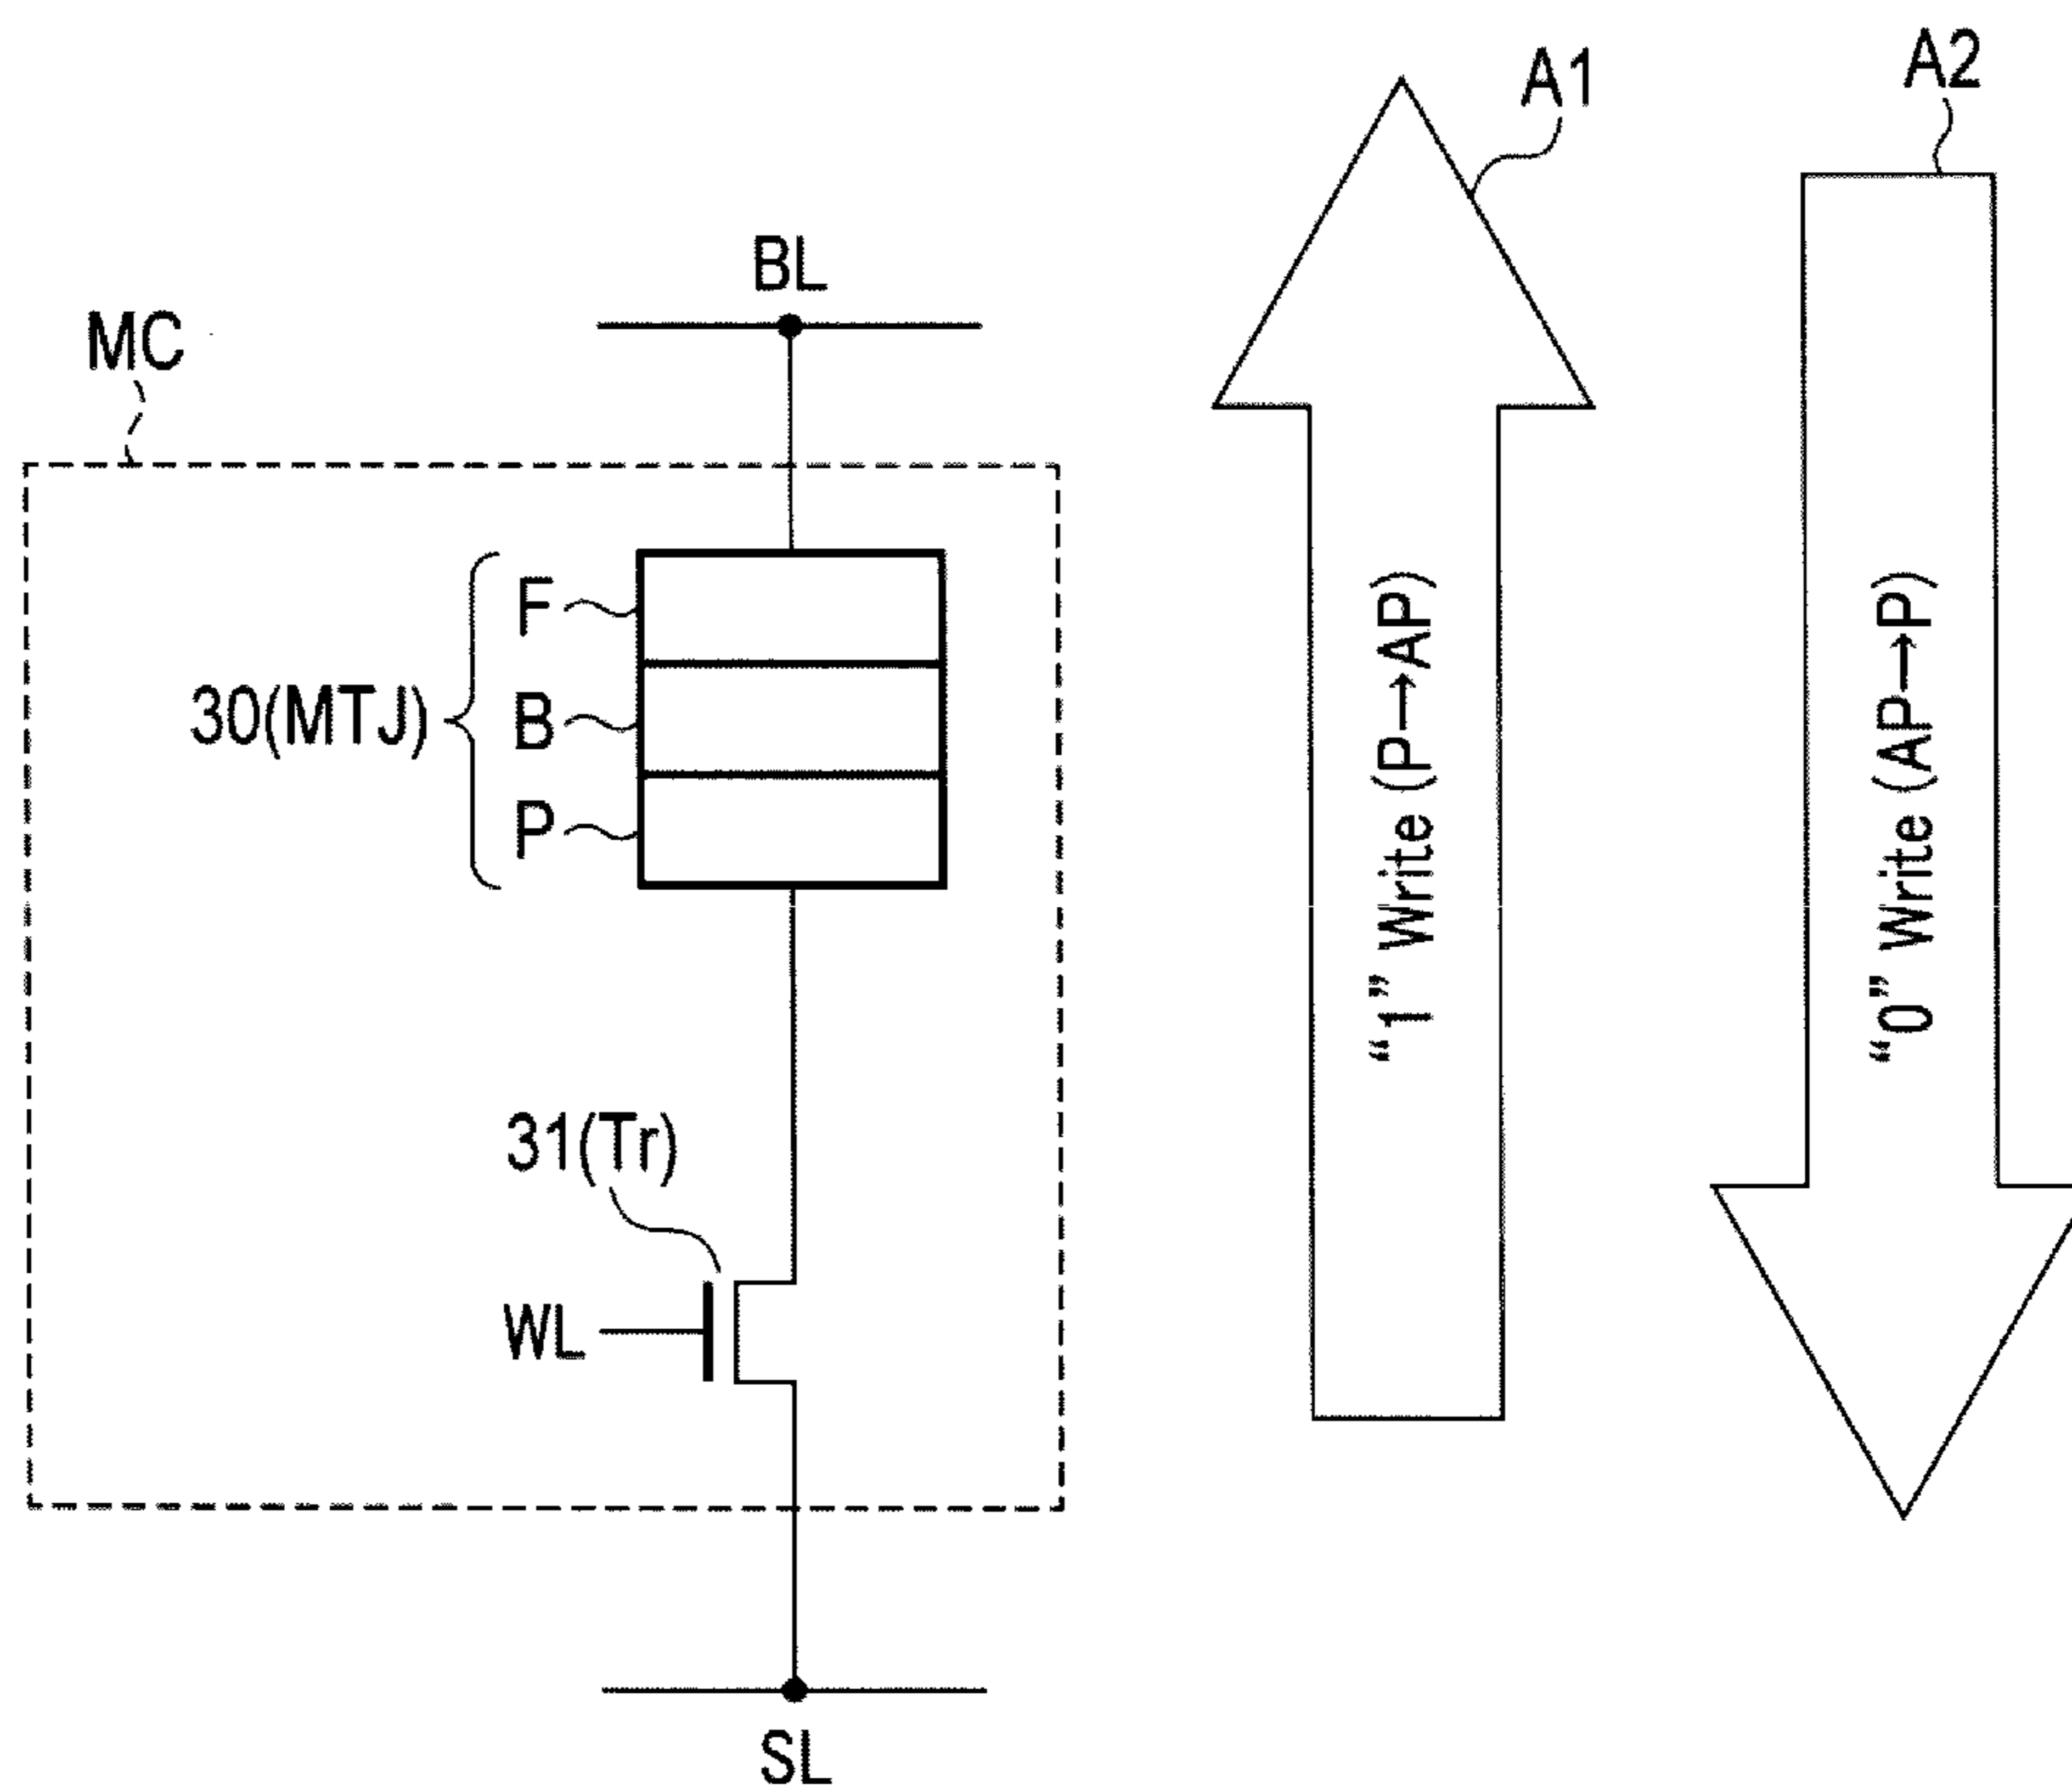 A1
A2
BL
MC
F
30(MTJ)
B
P
31(Tr)
WL
SL
“1” Write (P→AP)
“0” Write (AP→P)